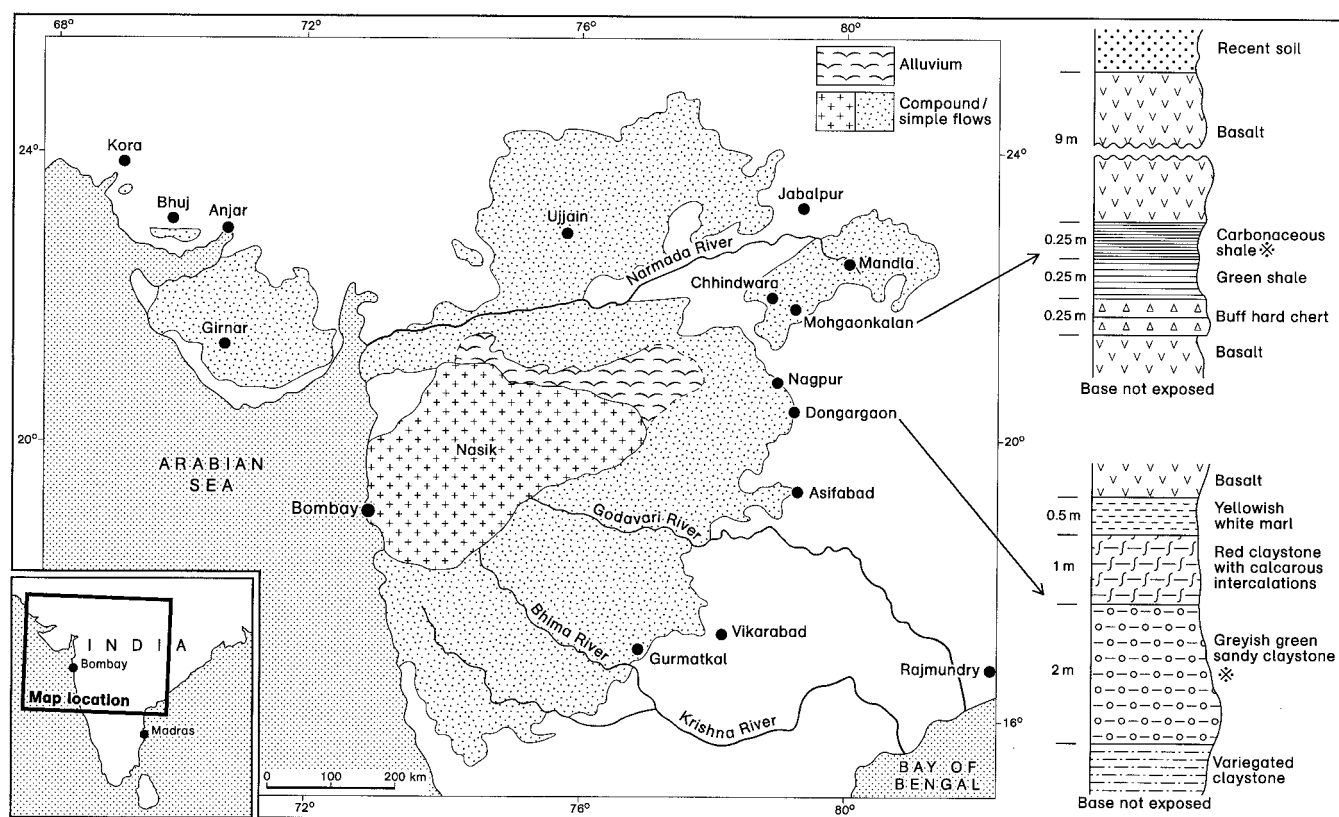 68°
72°
76°
80°
Alluvium
Compound/
simple flows
24°
24°
Kora
Bhuj
Anjar
Ujjain
Jabalpur
Narmada River
Mandla
Chhindwara
Mohgaonkalan
Girnar
Nagpur
Dongargaon
20°
20°
Nasik
ARABIAN
SEA
Bombay
Asifabad
Godavari River
Bhima River
Vikarabad
Gurmatkal
Rajmundry
16°
Krishna River
BAY OF
BENGAL
0 100 200 km
72°
76°
80°
INDIA
Bombay
Map location
Madras
Recent soil
9 m
Basalt
0.25 m
Carbonaceous
shale※
0.25 m
Green shale
0.25 m
Buff hard chert
Basalt
Base not exposed
Basalt
0.5 m
Yellowish
white marl
1 m
Red claystone
with calcarous
intercalations
2 m
Greyish green
sandy claystone
※
Variegated
claystone
Base not exposed